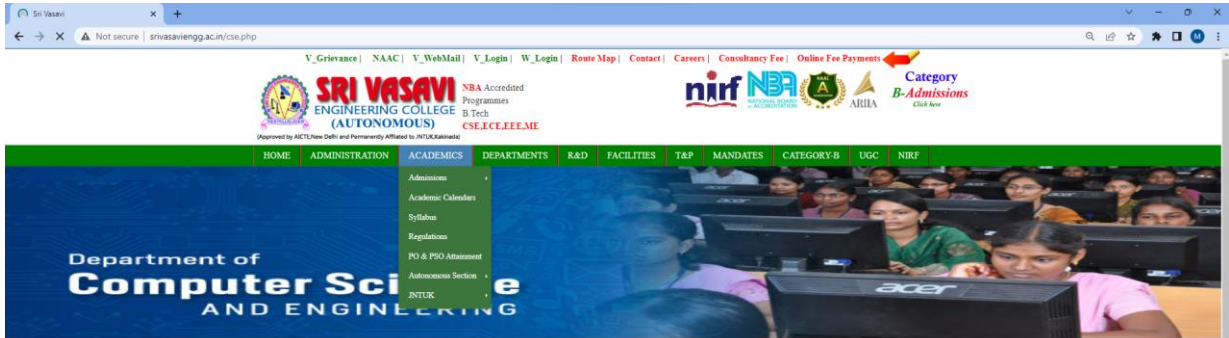 Sri Vasavi
Not secure | srivasaviengg.ac.in/cse.php
M
V_Grievance | NAAC | V_WebMail | V_Login | W_Login | Route Map | Contact | Careers | Consultancy Fee | Online Fee Payments
SRI VASAVI
ENGINEERING COLLEGE
(AUTONOMOUS)
(Approved by AICTE,New Delhi and Permanently Affliated to JNTUK,Kakinada)
NBA Accredited
Programmes
B.Tech
CSE,ECE,EEE,ME
nirf
NBA
NATIONAL BOARD
of ACCREDITATION
NAAC
A
ARIIA
Category
B-Admissions
Click here
HOME ADMINISTRATION ACADEMICS DEPARTMENTS R&D FACILITIES T&P MANDATES CATEGORY-B UGC NIRF
Admissions
Academic Calendars
Syllabus
Regulations
PO & PSO Attainment
Autonomous Section
JNTUK
Department of
Computer Sci e
AND ENGINEERING
acer
acer
acer